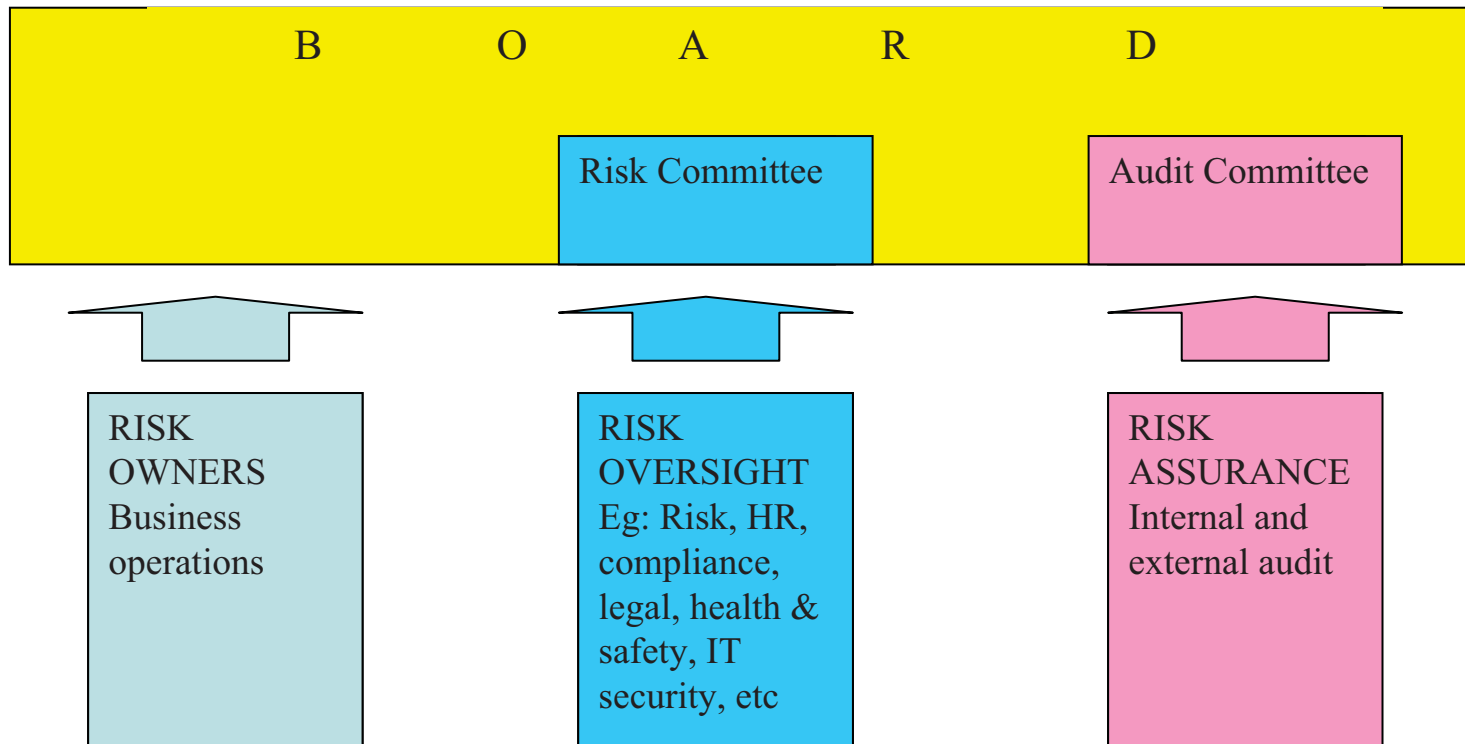 B O A R D
Risk Committee
Audit Committee
RISK
OWNERS
Business
operations
RISK
OVERSIGHT
Eg: Risk, HR,
compliance,
legal, health &
safety, IT
security, etc
RISK
ASSURANCE
Internal and
external audit